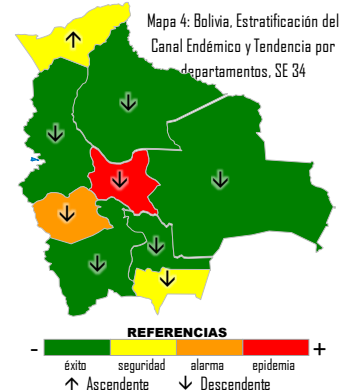 Mapa 4: Bolivia, Estratificación del
Canal Endémico y Tendencia por
departamentos, SE 34
REFERENCIAS
- +
éxito seguridad alarma epidemia
↑ Ascendente ↓ Descendente